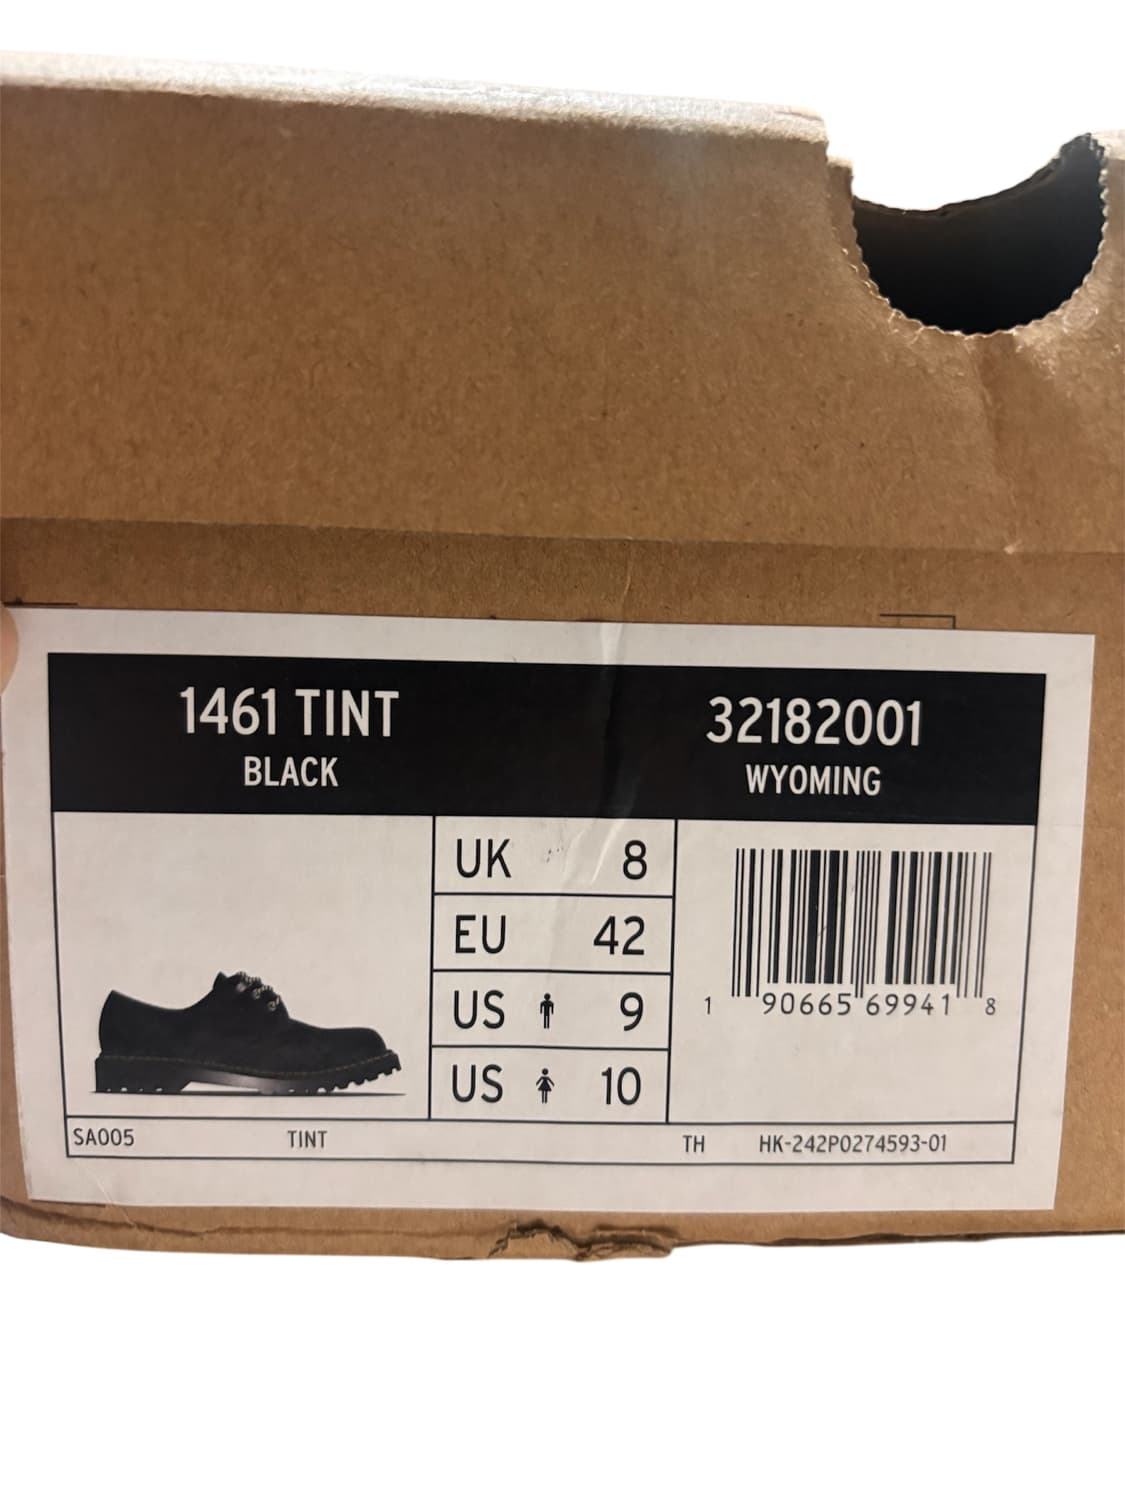 1461 TINT
BLACK
32182001
WYOMING
UK 8
EU 42
US 9
US 10
1 90665 69941 8
SA005 TINT TH HK-242P0274593-01